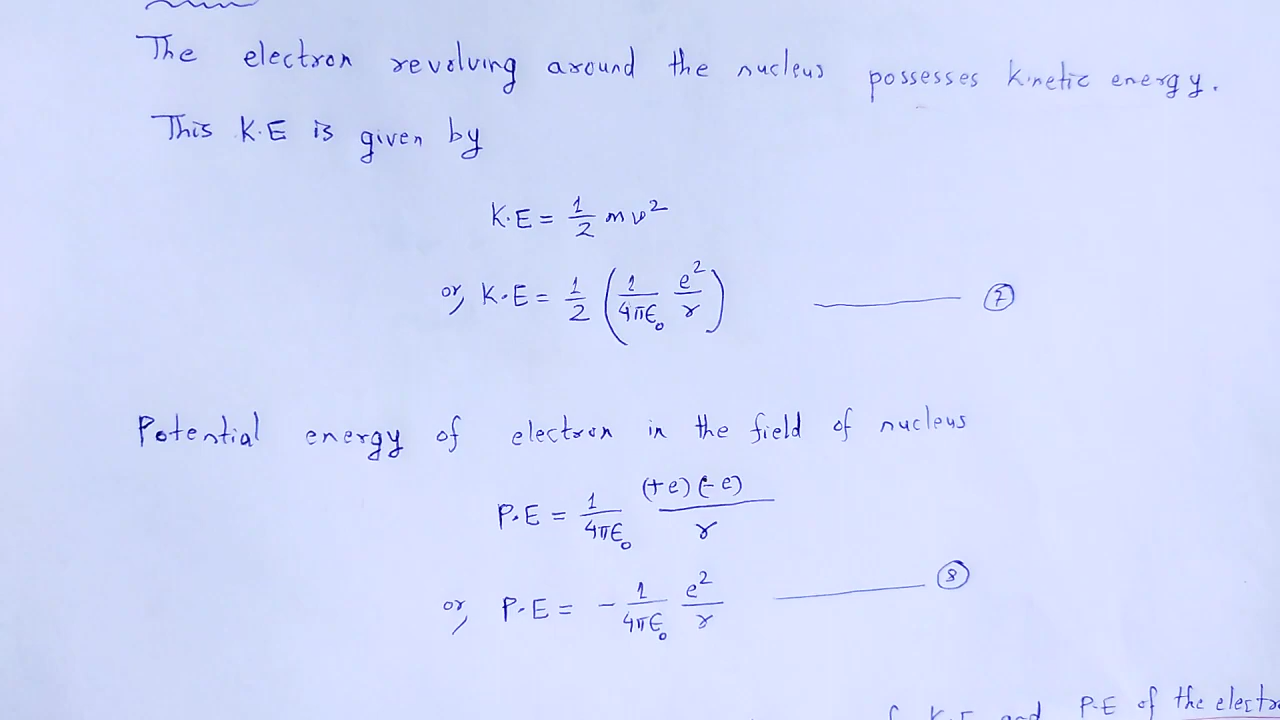 The electron revolving around the nucleus possesses kinetic energy.
This K.E is given by
K.E = 1/2 mv²
or, K.E = 1/2 (1/4πϵ₀ e²/r) ——— ⑦
Potential energy of electron in the field of nucleus
P.E = 1/4πϵ₀ (+e)(-e)/r
or, P.E = - 1/4πϵ₀ e²/r ——— ⑧
K.E and P.E of the electro